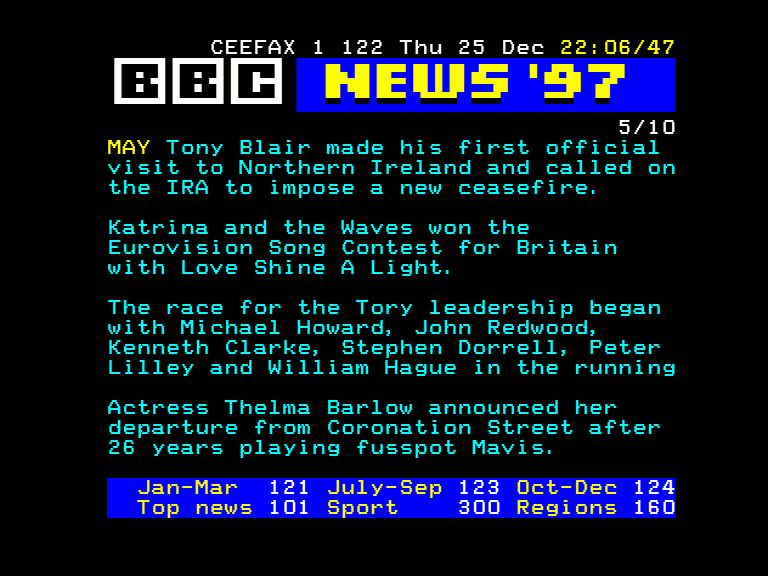 CEEFAX 1 122 Thu 25 Dec 22:06/47
BBC NEWS '97
5/10
MAY Tony Blair made his first official
visit to Northern Ireland and called on
the IRA to impose a new ceasefire.
Katrina and the Waves won the
Eurovision Song Contest for Britain
with Love Shine A Light.
The race for the Tory leadership began
with Michael Howard, John Redwood,
Kenneth Clarke, Stephen Dorrell, Peter
Lilley and William Hague in the running
Actress Thelma Barlow announced her
departure from Coronation Street after
26 years playing fusspot Mavis.
Jan-Mar 121 July-Sep 123 Oct-Dec 124
Top news 101 Sport 300 Regions 160